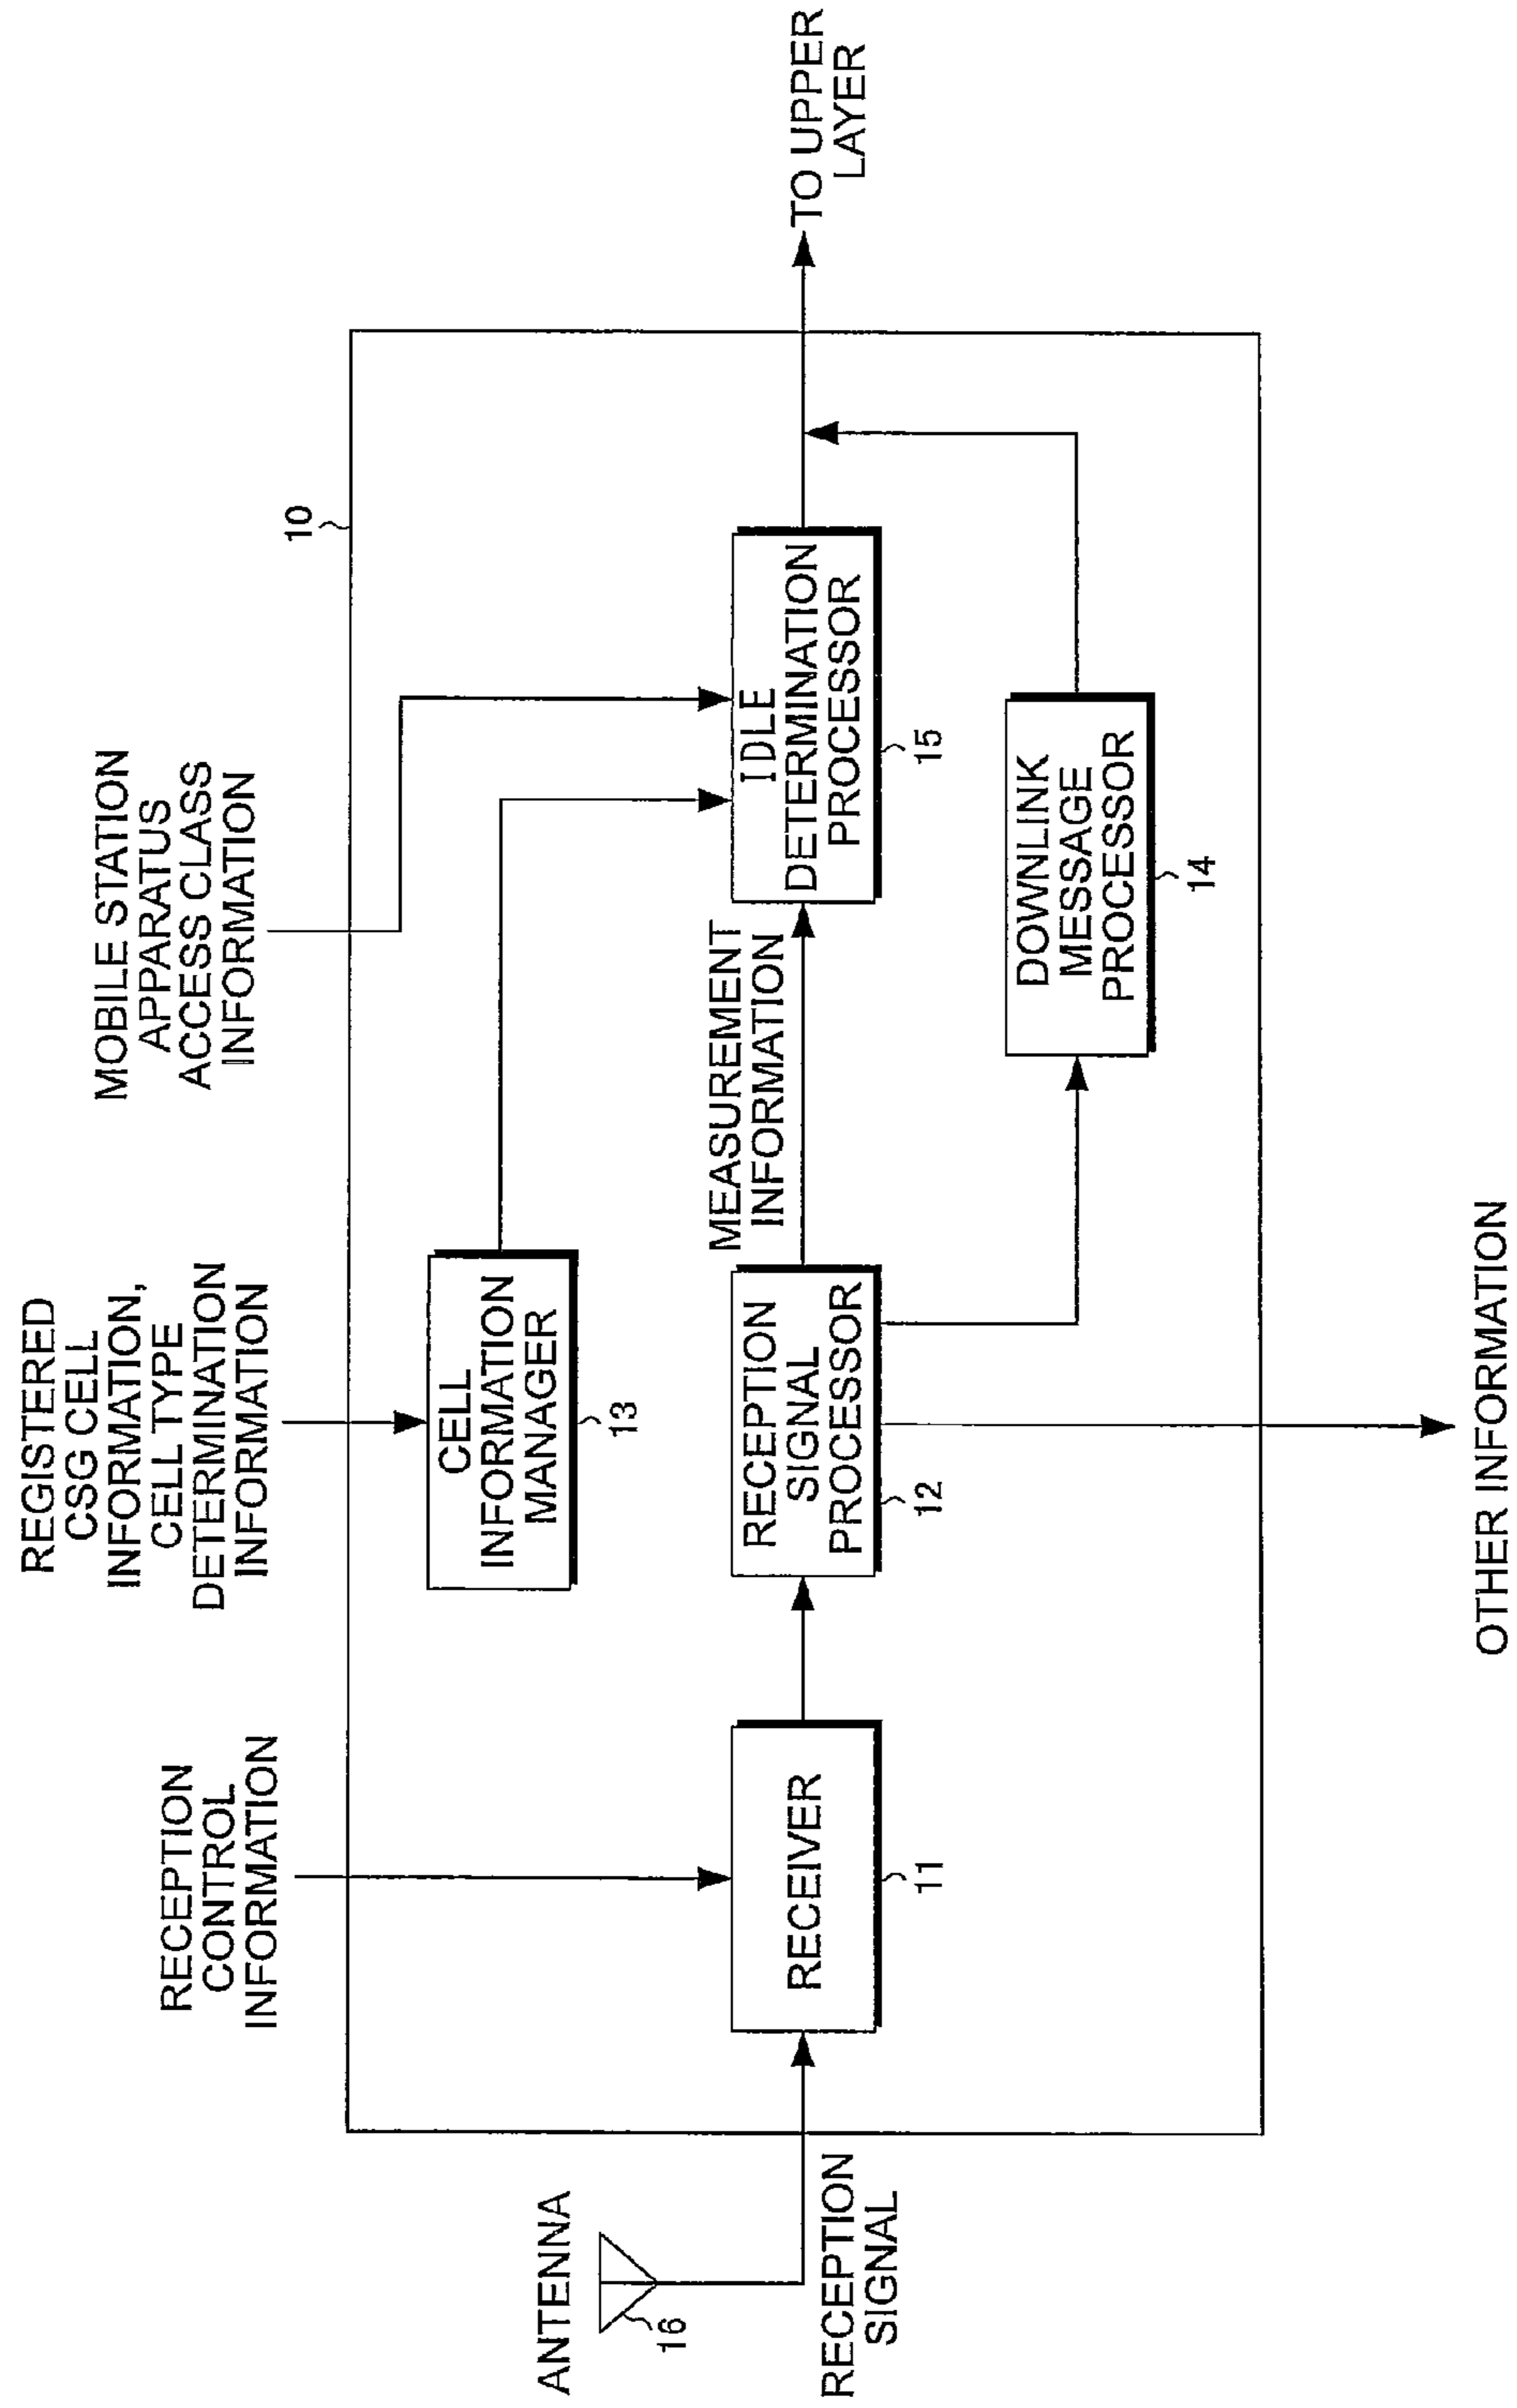 MOBILE STATION
APPARATUS
ACCESS CLASS
INFORMATION
REGISTERED
CSG CELL
INFORMATION,
CELL TYPE
DETERMINATION
INFORMATION
RECEPTION
CONTROL
INFORMATION
10
ANTENNA
16
RECEPTION
SIGNAL
RECEIVER
11
CELL
INFORMATION
MANAGER
13
RECEPTION
SIGNAL
PROCESSOR
12
MEASUREMENT
INFORMATION
IDLE
DETERMINATION
PROCESSOR
15
DOWNLINK
MESSAGE
PROCESSOR
14
TO UPPER
LAYER
OTHER INFORMATION